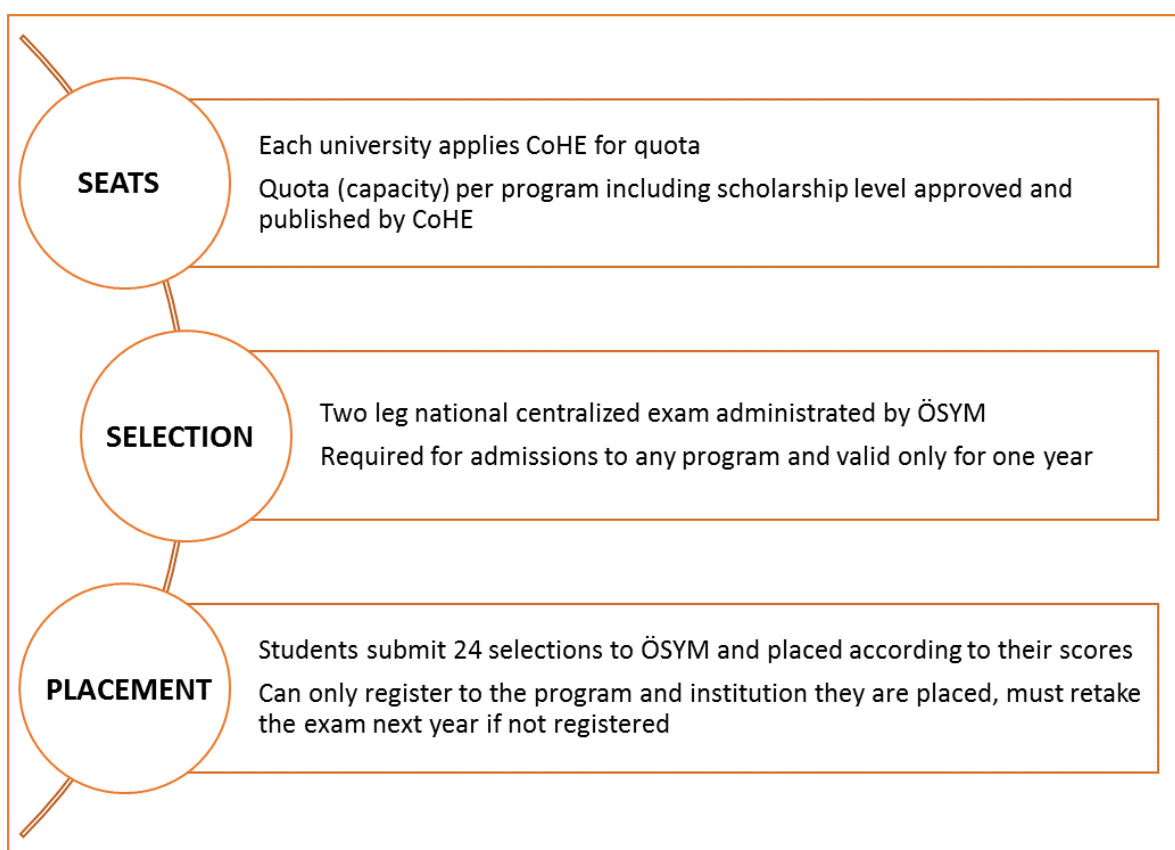 SEATS
Each university applies CoHE for quota
Quota (capacity) per program including scholarship level approved and
published by CoHE
SELECTION
Two leg national centralized exam administrated by ÖSYM
Required for admissions to any program and valid only for one year
PLACEMENT
Students submit 24 selections to ÖSYM and placed according to their scores
Can only register to the program and institution they are placed, must retake
the exam next year if not registered